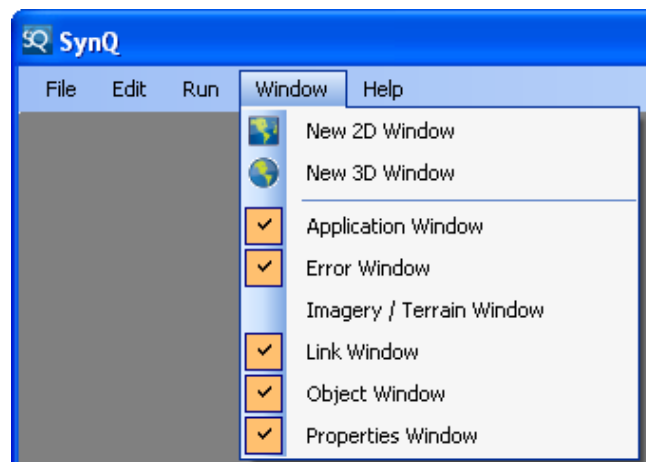 SQ SynQ
File Edit Run Window Help
New 2D Window
New 3D Window
Application Window
Error Window
Imagery / Terrain Window
Link Window
Object Window
Properties Window